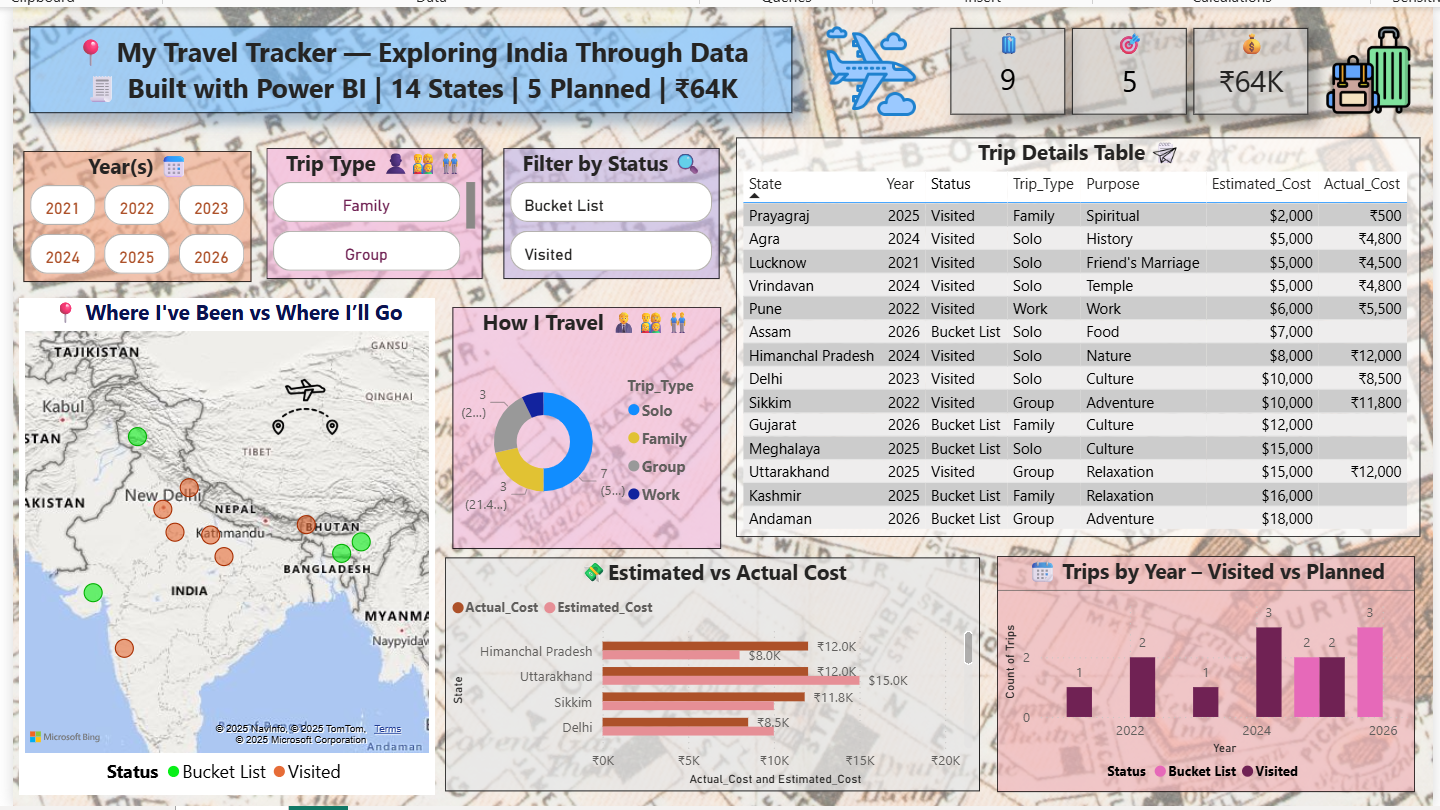 My Travel Tracker — Exploring India Through Data
Built with Power BI | 14 States | 5 Planned | ₹64K
9
5
₹64K
Year(s)
2021 2022 2023
2024 2025 2026
Trip Type
Family
Group
Filter by Status
Bucket List
Visited
Trip Details Table
State Year Status Trip_Type Purpose Estimated_Cost Actual_Cost
Prayagraj 2025 Visited Family Spiritual $2,000 ₹500
Agra 2024 Visited Solo History $5,000 ₹4,800
Lucknow 2021 Visited Solo Friend's Marriage $5,000 ₹4,500
Vrindavan 2024 Visited Solo Temple $5,000 ₹4,800
Pune 2022 Visited Work Work $6,000 ₹5,500
Assam 2026 Bucket List Solo Food $7,000
Himanchal Pradesh 2024 Visited Solo Nature $8,000 ₹12,000
Delhi 2023 Visited Solo Culture $10,000 ₹8,500
Sikkim 2022 Visited Group Adventure $10,000 ₹11,800
Gujarat 2026 Bucket List Family Culture $12,000
Meghalaya 2025 Bucket List Solo Culture $15,000
Uttarakhand 2025 Visited Group Relaxation $15,000 ₹12,000
Kashmir 2025 Bucket List Family Relaxation $16,000
Andaman 2026 Bucket List Group Adventure $18,000
Where I've Been vs Where I'll Go
TAJIKISTAN
GANSU
Kabul
QINGHAI
STAN
TIBET
AKISTAN
New Delhi
NEPAL
Kathmandu
BHUTAN
BANGLADESH
INDIA
MYANMA
Naypyidaw
Microsoft Bing
© 2025 NavInfo, © 2025 TomTom, Terms
© 2025 Microsoft Corporation
Andaman
Status Bucket List Visited
How I Travel
3
(2...)
3
(21.4...)
7
(5...)
Trip_Type
Solo
Family
Group
Work
Estimated vs Actual Cost
Actual_Cost Estimated_Cost
State
Himanchal Pradesh ₹12.0K
$8.0K
Uttarakhand ₹12.0K
$15.0K
Sikkim ₹11.8K
Delhi ₹8.5K
₹0K ₹5K ₹10K ₹15K ₹20K
Actual_Cost and Estimated_Cost
Trips by Year – Visited vs Planned
Count of Trips
2
0
1 2 1 3 2 2 3
2022 2024 2026
Year
Status Bucket List Visited